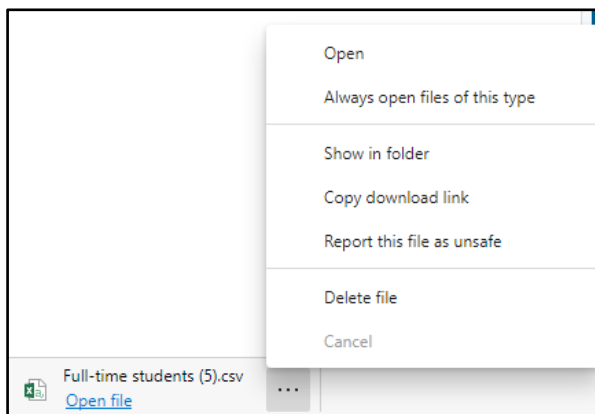 Open
Always open files of this type
Show in folder
Copy download link
Report this file as unsafe
Delete file
Cancel
Full-time students (5).csv
Open file